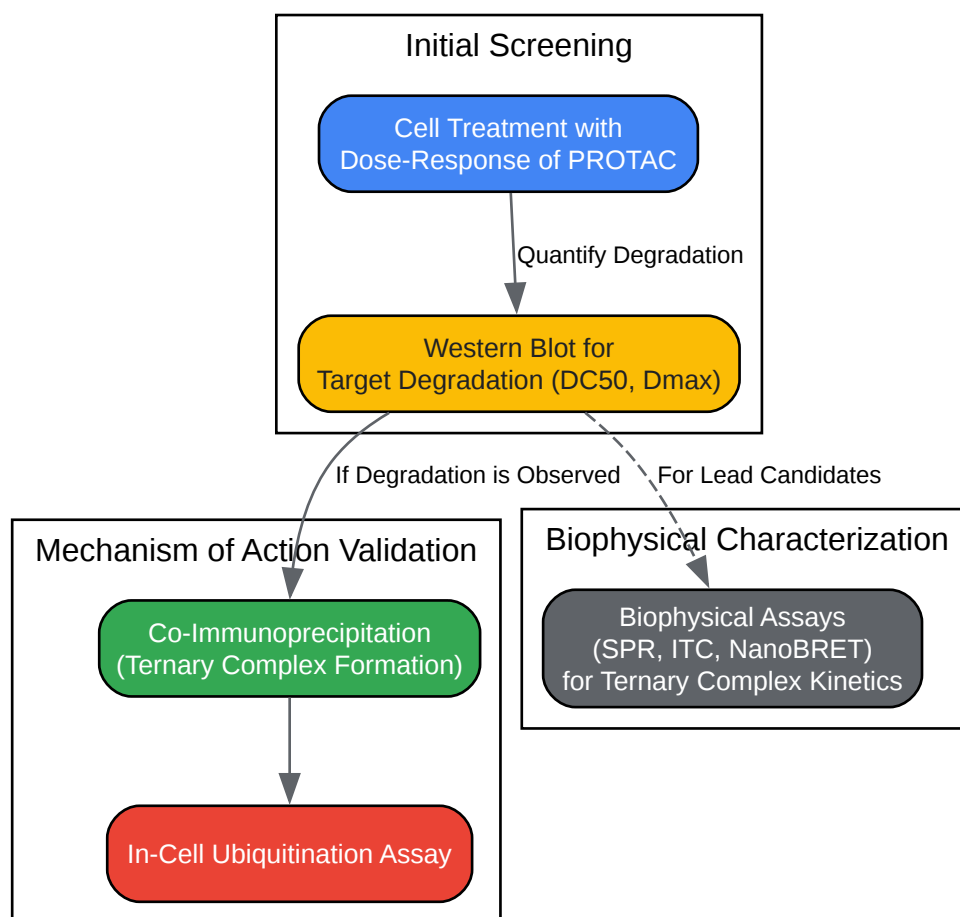 Initial Screening
Cell Treatment with
Dose-Response of PROTAC
Quantify Degradation
Western Blot for
Target Degradation (DC50, Dmax)
If Degradation is Observed
For Lead Candidates
Mechanism of Action Validation
Co-Immunoprecipitation
(Ternary Complex Formation)
In-Cell Ubiquitination Assay
Biophysical Characterization
Biophysical Assays
(SPR, ITC, NanoBRET)
for Ternary Complex Kinetics